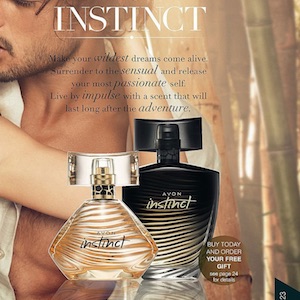 INSTINCT
Make your wildest dreams come alive.
Surrender to the sensual and release
your most passionate self.
Live by impulse with a scent that will
last long after the adventure.
AVON
instinct
AVON
instinct
BUY TODAY
AND ORDER
YOUR FREE
GIFT
see page 24
for details
23